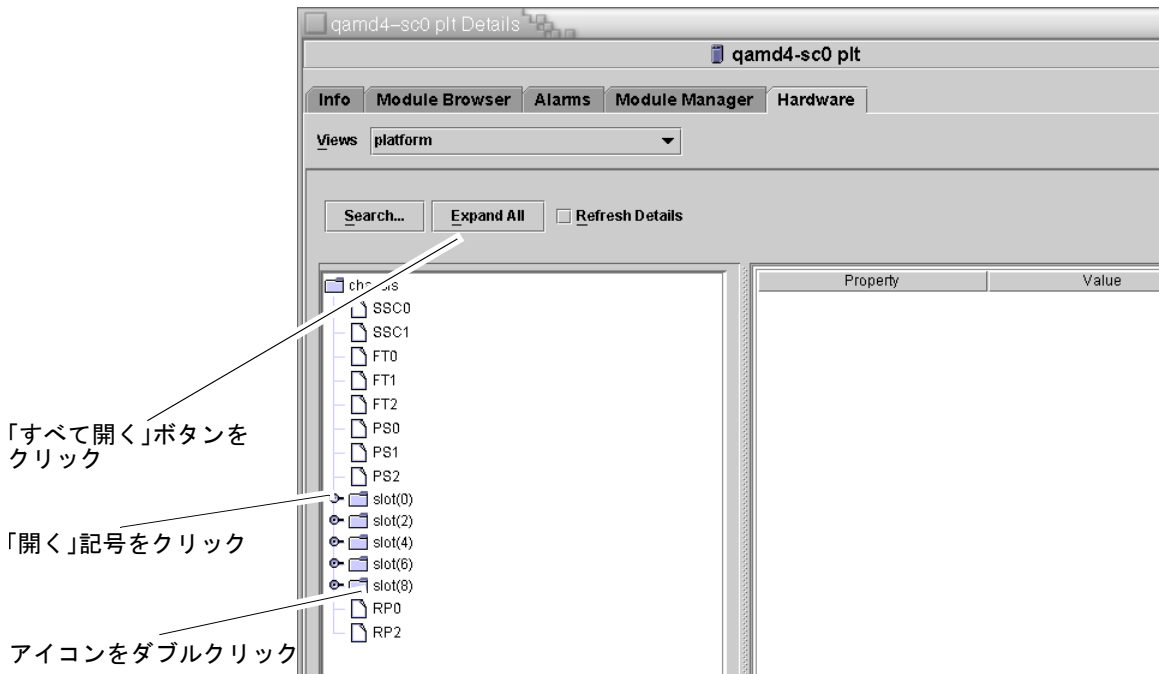 qamd4–sc0 plt Details
qamd4-sc0 plt
Info Module Browser Alarms Module Manager Hardware
Views platform
Search... Expand All Refresh Details
Property Value
SSC0
SSC1
FT0
FT1
FT2
PS0
PS1
PS2
slot(0)
slot(2)
slot(4)
slot(6)
slot(8)
RP0
RP2
「すべて開く」ボタンを
クリック
「開く」記号をクリック
アイコンをダブルクリック